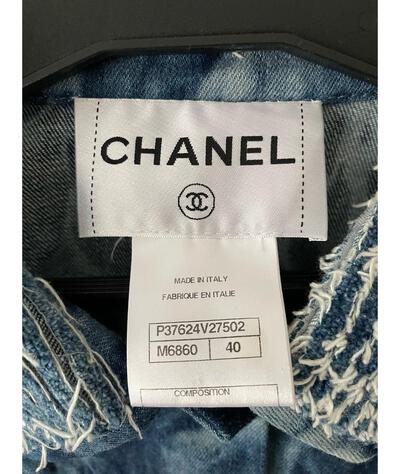 CHANEL
MADE IN ITALY
FABRIQUE EN ITALIE
P37624V27502
M6860 40
COMPOSITION